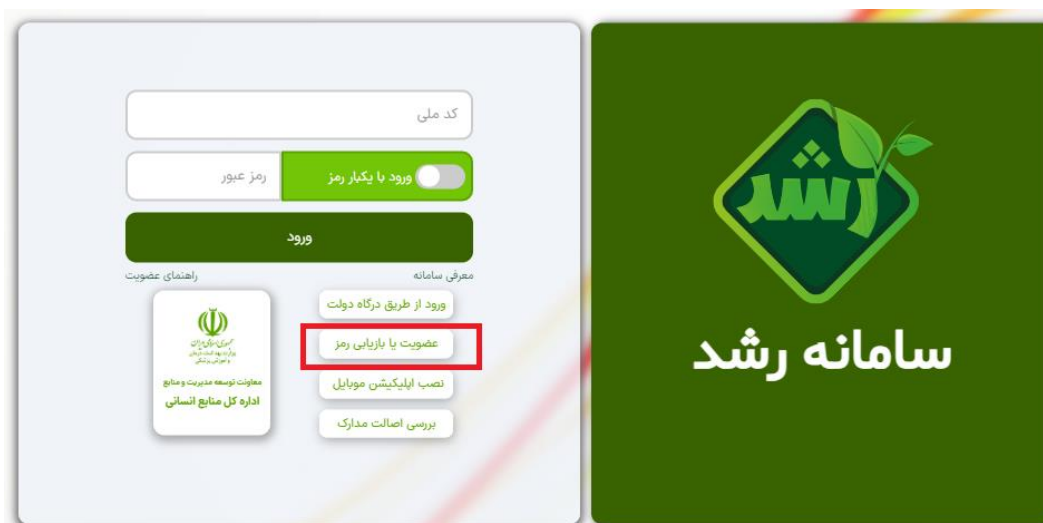 رشد
سامانه رشد
کد ملی
ورود با یکبار رمز
رمز عبور
ورود
معرفی سامانه
راهنمای عضویت
ورود از طریق درگاه دولت
عضویت یا بازیابی رمز
نصب اپلیکیشن موبایل
بررسی اصالت مدارک
معاونت توسعه مدیریت و منابع
اداره کل منابع انسانی